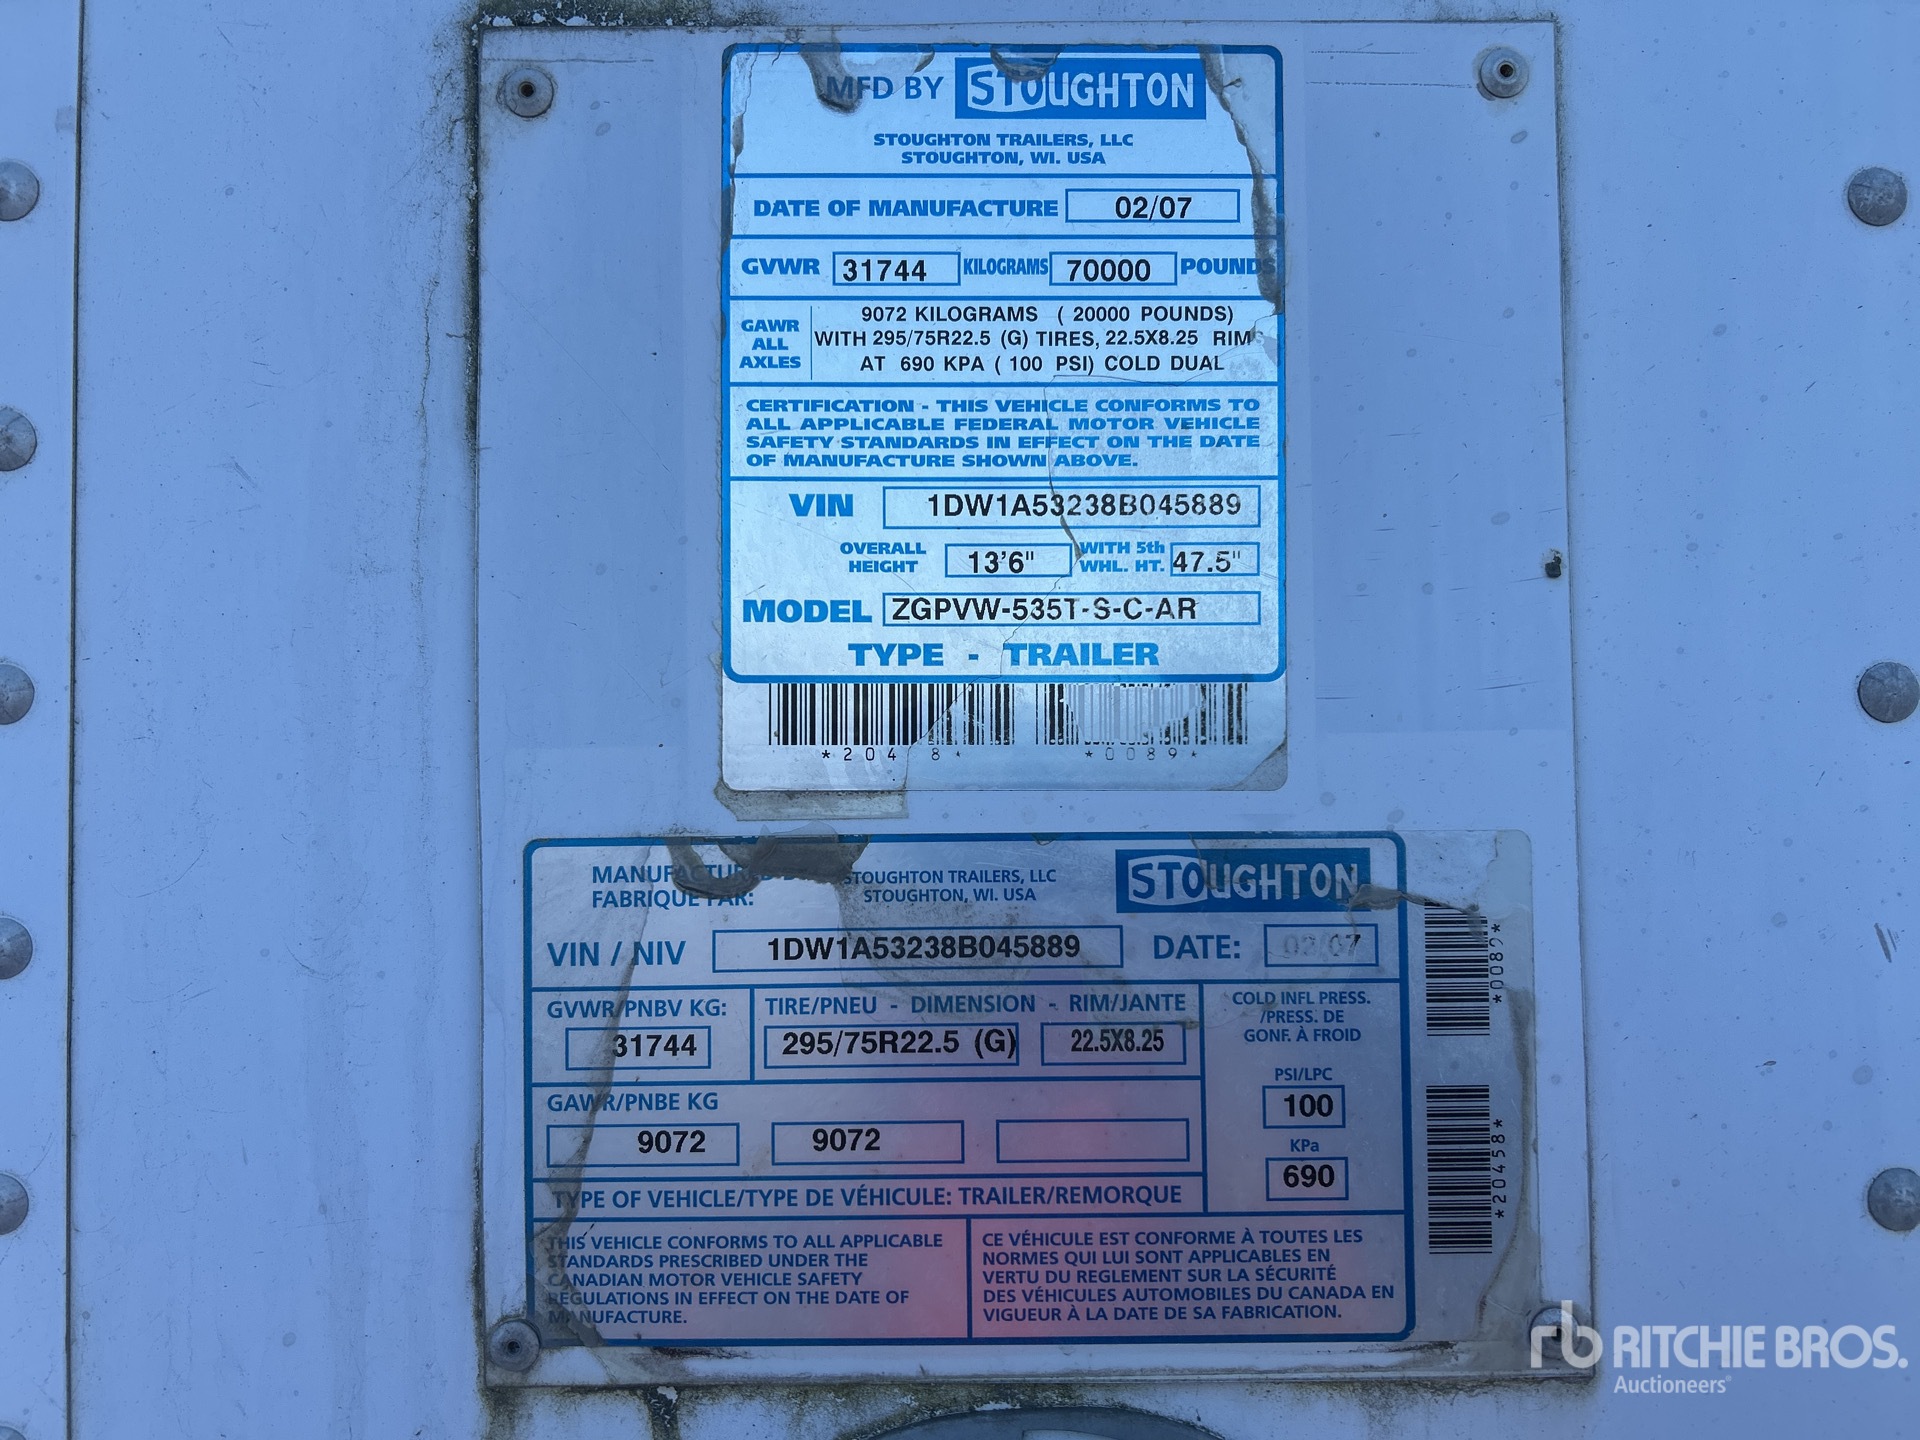 MFD BY STOUGHTON
STOUGHTON TRAILERS, LLC
STOUGHTON, WI. USA
DATE OF MANUFACTURE 02/07
GVWR 31744 KILOGRAMS 70000 POUNDS
GAWR ALL AXLES
9072 KILOGRAMS ( 20000 POUNDS)
WITH 295/75R22.5 (G) TIRES, 22.5X8.25 RIMS
AT 690 KPA ( 100 PSI) COLD DUAL
CERTIFICATION - THIS VEHICLE CONFORMS TO
ALL APPLICABLE FEDERAL MOTOR VEHICLE
SAFETY STANDARDS IN EFFECT ON THE DATE
OF MANUFACTURE SHOWN ABOVE.
VIN 1DW1A53238B045889
OVERALL HEIGHT 13'6" WITH 5th WHL. HT. 47.5"
MODEL ZGPVW-535T-S-C-AR
TYPE - TRAILER
*0089*
MANUFACTURED BY:
FABRIQUE PAR:
STOUGHTON TRAILERS, LLC
STOUGHTON, WI. USA
STOUGHTON
VIN / NIV 1DW1A53238B045889 DATE: 02/07
GVWR/PNBV KG: 31744
TIRE/PNEU - DIMENSION - RIM/JANTE
295/75R22.5 (G) 22.5X8.25
COLD INFL PRESS.
/PRESS. DE
GONF. À FROID
PSI/LPC
100
KPa
690
GAWR/PNBE KG
9072 9072
TYPE OF VEHICLE/TYPE DE VÉHICULE: TRAILER/REMORQUE
THIS VEHICLE CONFORMS TO ALL APPLICABLE
STANDARDS PRESCRIBED UNDER THE
CANADIAN MOTOR VEHICLE SAFETY
REGULATIONS IN EFFECT ON THE DATE OF
MANUFACTURE.
CE VÉHICULE EST CONFORME À TOUTES LES
NORMES QUI LUI SONT APPLICABLES EN
VERTU DU REGLEMENT SUR LA SÉCURITÉ
DES VÉHICULES AUTOMOBILES DU CANADA EN
VIGUEUR À LA DATE DE SA FABRICATION.
*0089*
*20458*
rb RITCHIE BROS.
Auctioneers